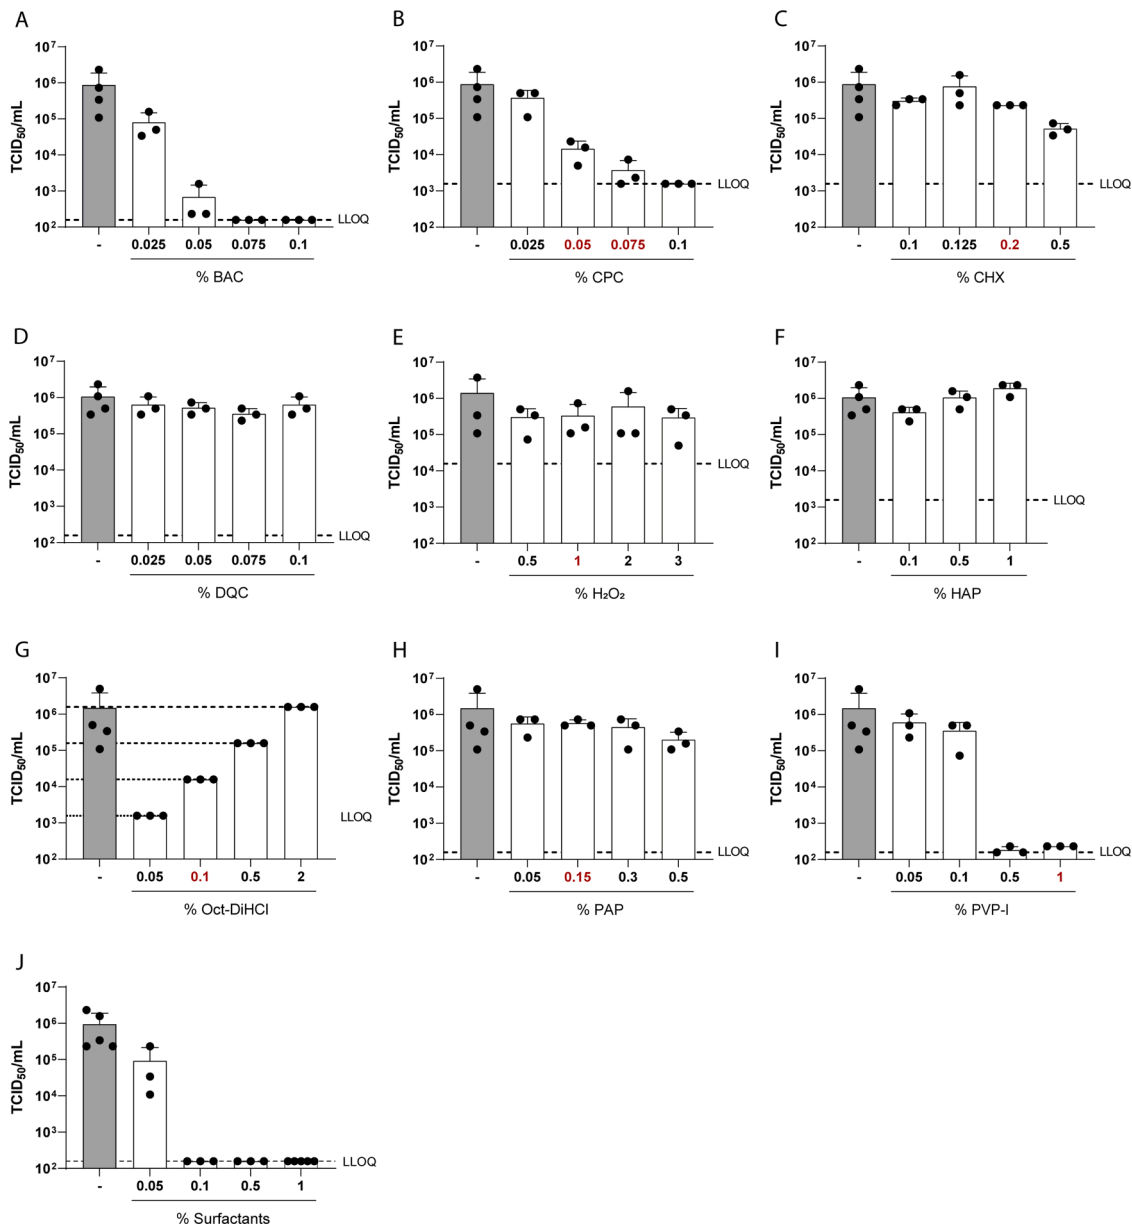 A
B
C
TCID₅₀/mL
10⁷
10⁶
10⁵
10⁴
10³
10²
LLOQ
- 0.025 0.05 0.075 0.1
% BAC
TCID₅₀/mL
10⁷
10⁶
10⁵
10⁴
10³
10²
LLOQ
- 0.025 0.05 0.075 0.1
% CPC
TCID₅₀/mL
10⁷
10⁶
10⁵
10⁴
10³
10²
LLOQ
- 0.1 0.125 0.2 0.5
% CHX
D
E
F
TCID₅₀/mL
10⁷
10⁶
10⁵
10⁴
10³
10²
LLOQ
- 0.025 0.05 0.075 0.1
% DQC
TCID₅₀/mL
10⁷
10⁶
10⁵
10⁴
10³
10²
LLOQ
- 0.5 1 2 3
% H₂O₂
TCID₅₀/mL
10⁷
10⁶
10⁵
10⁴
10³
10²
LLOQ
- 0.1 0.5 1
% HAP
G
H
I
TCID₅₀/mL
10⁷
10⁶
10⁵
10⁴
10³
10²
LLOQ
- 0.05 0.1 0.5 2
% Oct-DiHCl
TCID₅₀/mL
10⁷
10⁶
10⁵
10⁴
10³
10²
LLOQ
- 0.05 0.15 0.3 0.5
% PAP
TCID₅₀/mL
10⁷
10⁶
10⁵
10⁴
10³
10²
LLOQ
- 0.05 0.1 0.5 1
% PVP-I
J
TCID₅₀/mL
10⁷
10⁶
10⁵
10⁴
10³
10²
LLOQ
- 0.05 0.1 0.5 1
% Surfactants